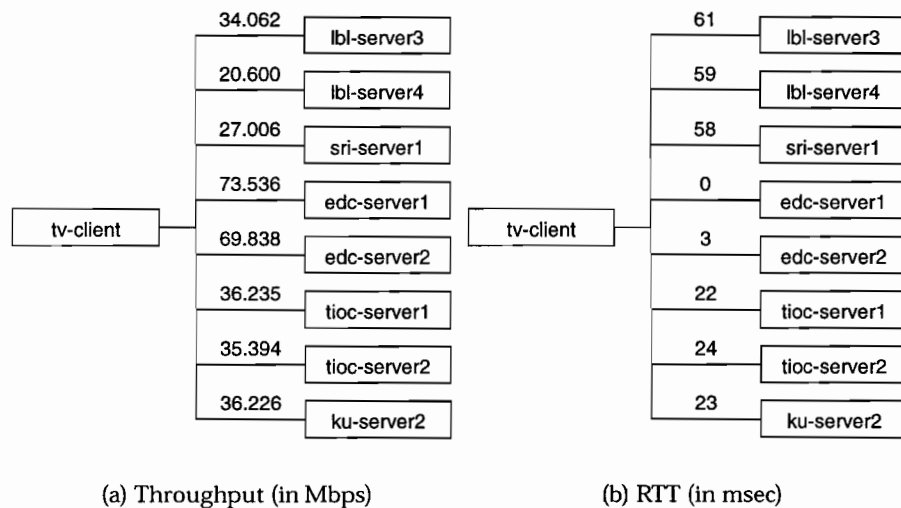 34.062
lbl-server3
20.600
lbl-server4
27.006
sri-server1
73.536
edc-server1
tv-client
69.838
edc-server2
36.235
tioc-server1
35.394
tioc-server2
36.226
ku-server2
(a) Throughput (in Mbps)
61
lbl-server3
59
lbl-server4
58
sri-server1
0
edc-server1
tv-client
3
edc-server2
22
tioc-server1
24
tioc-server2
23
ku-server2
(b) RTT (in msec)